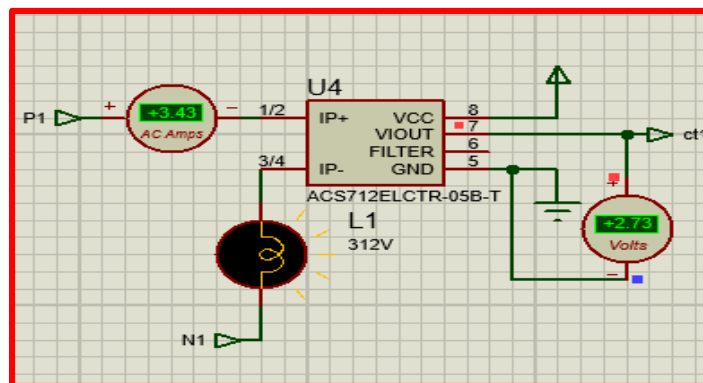 U4
P1
+
+3.43
AC Amps
−
1/2
IP+
VCC
8
VIOUT
7
ct1
FILTER
6
3/4
IP-
GND
5
ACS712ELCTR-05B-T
+
L1
312V
+2.73
Volts
−
N1